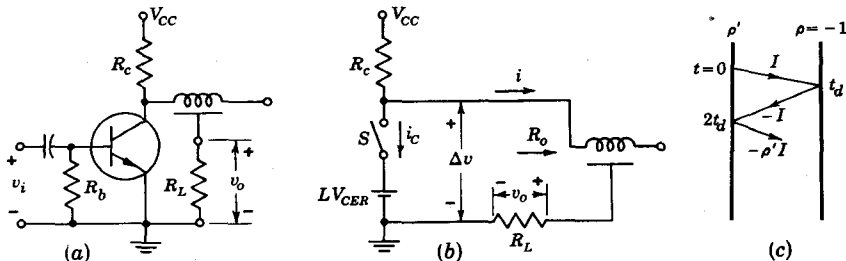 V_CC
R_c
+
v_i
-
R_b
R_L
+
v_o
-
(a)
V_CC
R_c
i
S
i_C
+
Δv
-
R_o
LV_CER
- v_o +
R_L
(b)
ρ′ ρ = −1
t = 0 I
t_d
−I
2t_d
−ρ′I
(c)